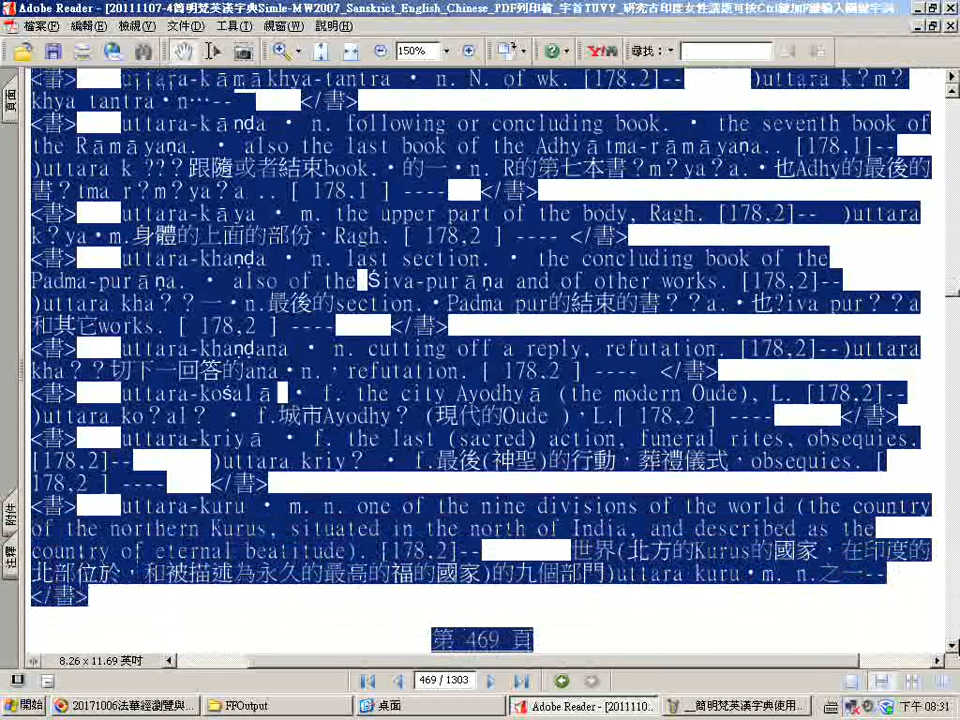 Adobe Reader - [20111107-4簡明梵英漢字典Simle-MW2007_Sanskrict_English_Chinese_PDF列印檔_字首TUVY_研究古印度女性議題可按Ctrl鍵加F鍵輸入關鍵字詞
檔案(F) 編輯(E) 檢視(V) 文件(D) 工具(T) 視窗(W) 說明(H)
150% 尋找:
頁面
附件
註釋
<書> uttara-kāmākhya-tantra • n. N. of wk. [178.2]-- )uttara k?m?
khya tantra•n…-- </書>
<書> uttara-kāṇḍa • n. following or concluding book. • the seventh book of
the Rāmāyaṇa. • also the last book of the Adhyātma-rāmāyaṇa.. [178,1]--
)uttara k ???跟隨或者結束book.•的一•n. R的第七本書?m?ya?a.•也Adhy的最後的
書?tma r?m?ya?a .. [ 178.1 ] ---- </書>
<書> uttara-kāya • m. the upper part of the body, Ragh. [178,2]-- )uttara
k?ya•m.身體的上面的部份，Ragh. [ 178,2 ] ---- </書>
<書> uttara-khaṇḍa • n. last section. • the concluding book of the
Padma-purāṇa. • also of the Śiva-purāṇa and of other works. [178,2]--
)uttara kha??一•n.最後的section.•Padma pur的結束的書??a.•也?iva pur??a
和其它works. [ 178,2 ] ---- </書>
<書> uttara-khaṇḍana • n. cutting off a reply, refutation. [178,2]--)uttara
kha??切下一回答的ana•n.，refutation. [ 178.2 ] ---- </書>
<書> uttara-kośalā • f. the city Ayodhyā (the modern Oude), L. [178,2]--
)uttara ko?al? • f.城市Ayodhy? (現代的Oude )，L.[ 178,2 ] ---- </書>
<書> uttara-kriyā • f. the last (sacred) action, funeral rites, obsequies.
[178,2]-- )uttara kriy? • f.最後(神聖)的行動，葬禮儀式，obsequies. [
178,2 ] ---- </書>
<書> uttara-kuru • m. n. one of the nine divisions of the world (the country
of the northern Kurus, situated in the north of India, and described as the
country of eternal beatitude). [178,2]-- 世界(北方的Kurus的國家，在印度的
北部位於，和被描述為永久的最高的福的國家)的九個部門)uttara kuru•m. n.之一--
</書>
第 469 頁
8.26 x 11.69 英吋
469 / 1303
開始 20171006法華經瀏覽與... FFOutput 桌面 Adobe Reader - [2011110... __簡明梵英漢字典使用... 下午 08:31